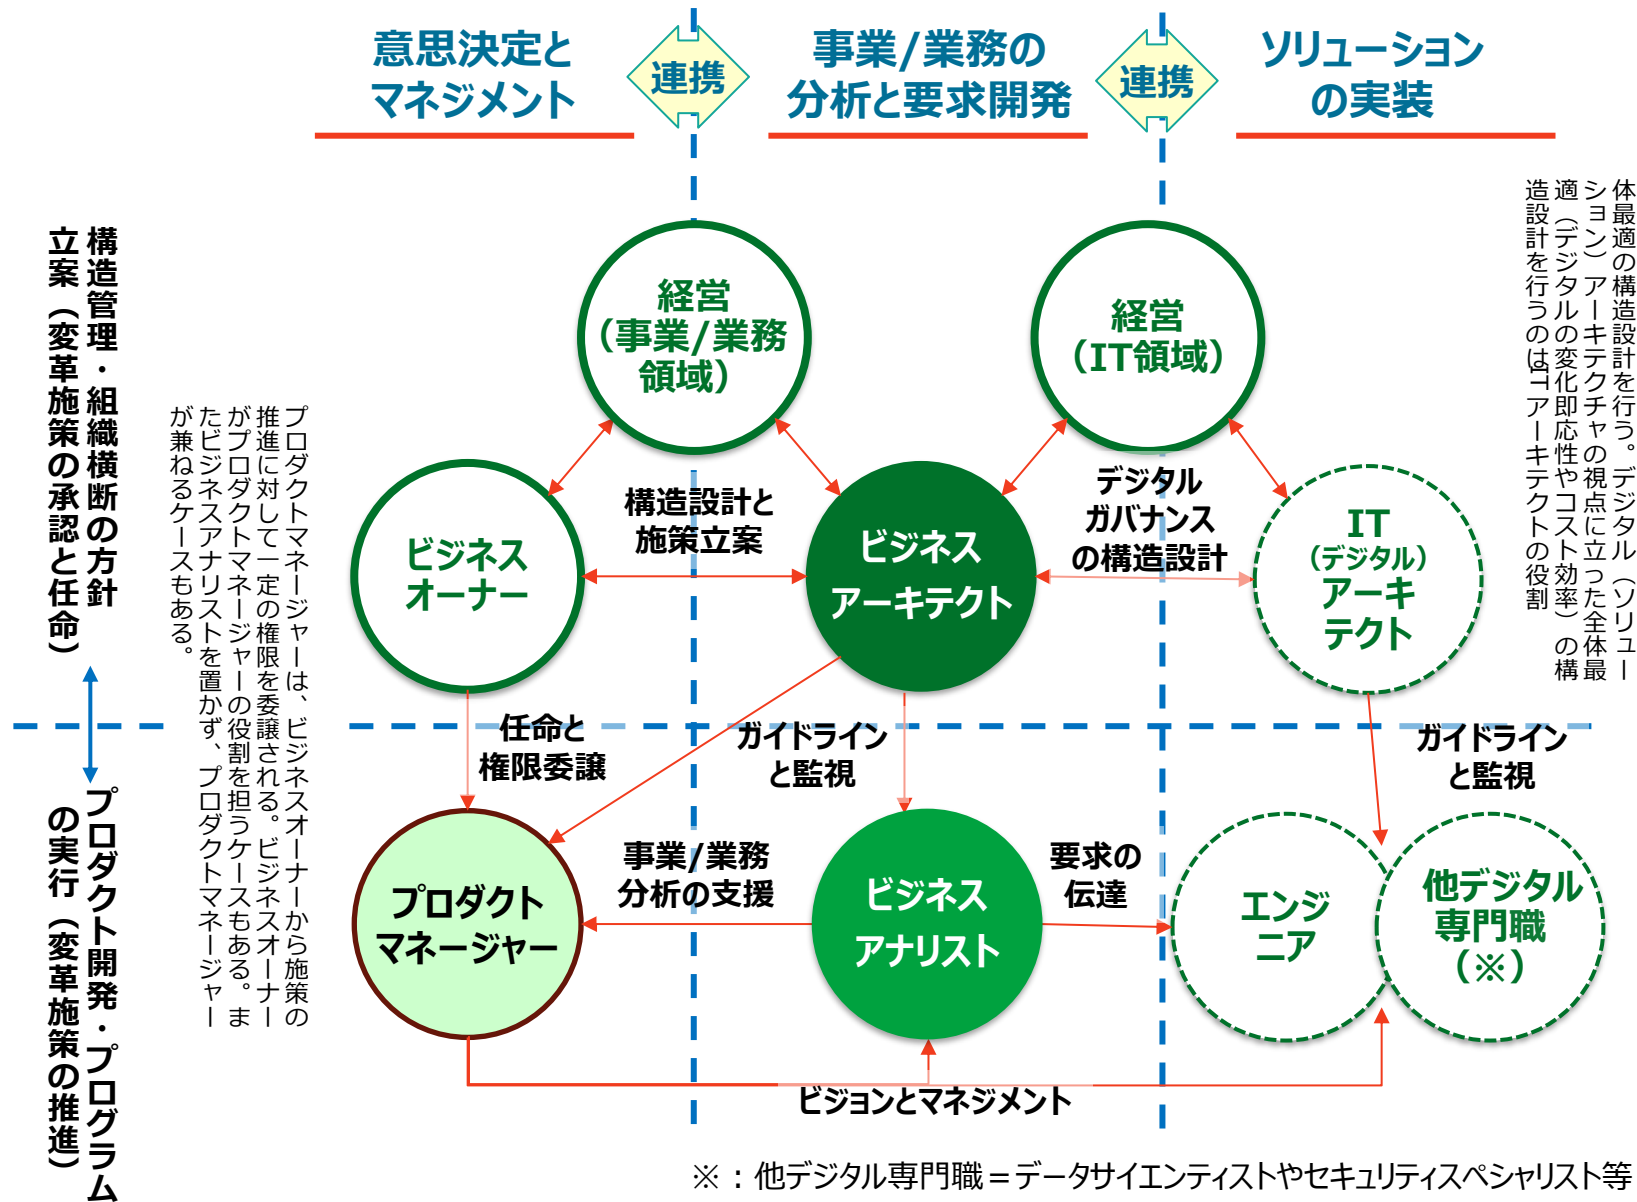 意思決定と
マネジメント
連携
事業/業務の
分析と要求開発
連携
ソリューション
の実装
構造管理・組織横断の方針
立案（変革施策の承認と任命）
プロダクト開発・プログラム
の実行（変革施策の推進）
プロダクトマネージャーは、ビジネスオーナーから施策の
推進に対して一定の権限を委譲される。ビジネスオーナー
がプロダクトマネージャーの役割を担うケースもある。ま
たビジネスアナリストを置かず、プロダクトマネージャー
が兼ねるケースもある。
経営
（事業/業務
領域）
経営
（IT領域）
体最適の構造設計を行う。デジタル（ソリュー
ション）アーキテクチャの視点に立った全体最
適（デジタルの変化即応性やコスト効率）の構
造設計を行うのはITアーキテクトの役割
ビジネス
オーナー
構造設計と
施策立案
ビジネス
アーキテクト
デジタル
ガバナンス
の構造設計
IT
（デジタル）
アーキ
テクト
任命と
権限委譲
ガイドライン
と監視
ガイドライン
と監視
プロダクト
マネージャー
事業/業務
分析の支援
ビジネス
アナリスト
要求の
伝達
エンジ
ニア
他デジタル
専門職
（※）
ビジョンとマネジメント
※：他デジタル専門職＝データサイエンティストやセキュリティスペシャリスト等